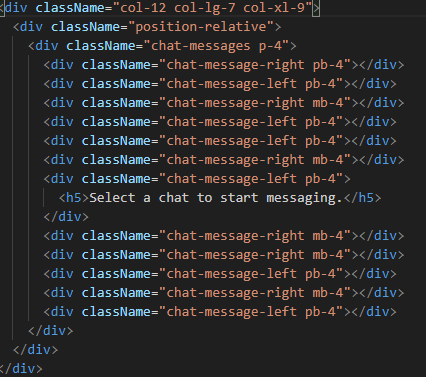 <div className="col-12 col-lg-7 col-xl-9">
<div className="position-relative">
<div className="chat-messages p-4">
<div className="chat-message-right pb-4"></div>
<div className="chat-message-left pb-4"></div>
<div className="chat-message-right mb-4"></div>
<div className="chat-message-left pb-4"></div>
<div className="chat-message-left pb-4"></div>
<div className="chat-message-right mb-4"></div>
<div className="chat-message-left pb-4">
<h5>Select a chat to start messaging.</h5>
</div>
<div className="chat-message-right mb-4"></div>
<div className="chat-message-right mb-4"></div>
<div className="chat-message-left pb-4"></div>
<div className="chat-message-right mb-4"></div>
<div className="chat-message-left pb-4"></div>
</div>
</div>
</div>